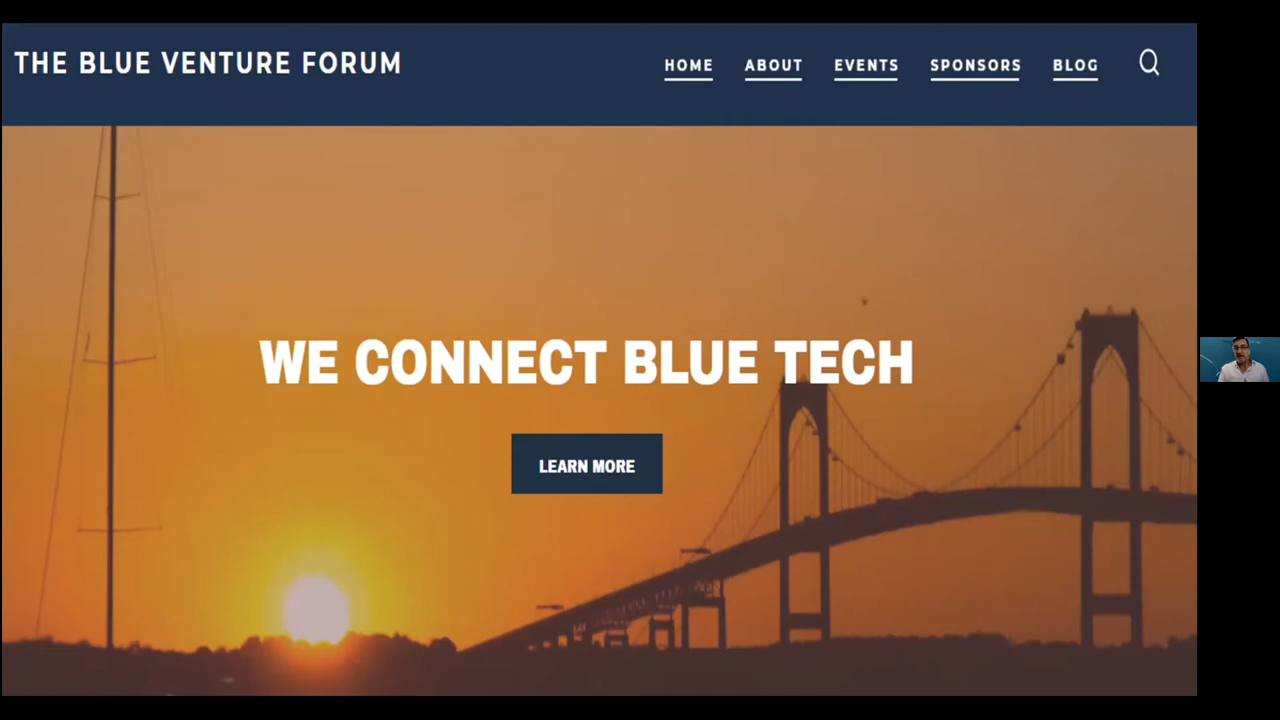 THE BLUE VENTURE FORUM
HOME ABOUT EVENTS SPONSORS BLOG
WE CONNECT BLUE TECH
LEARN MORE